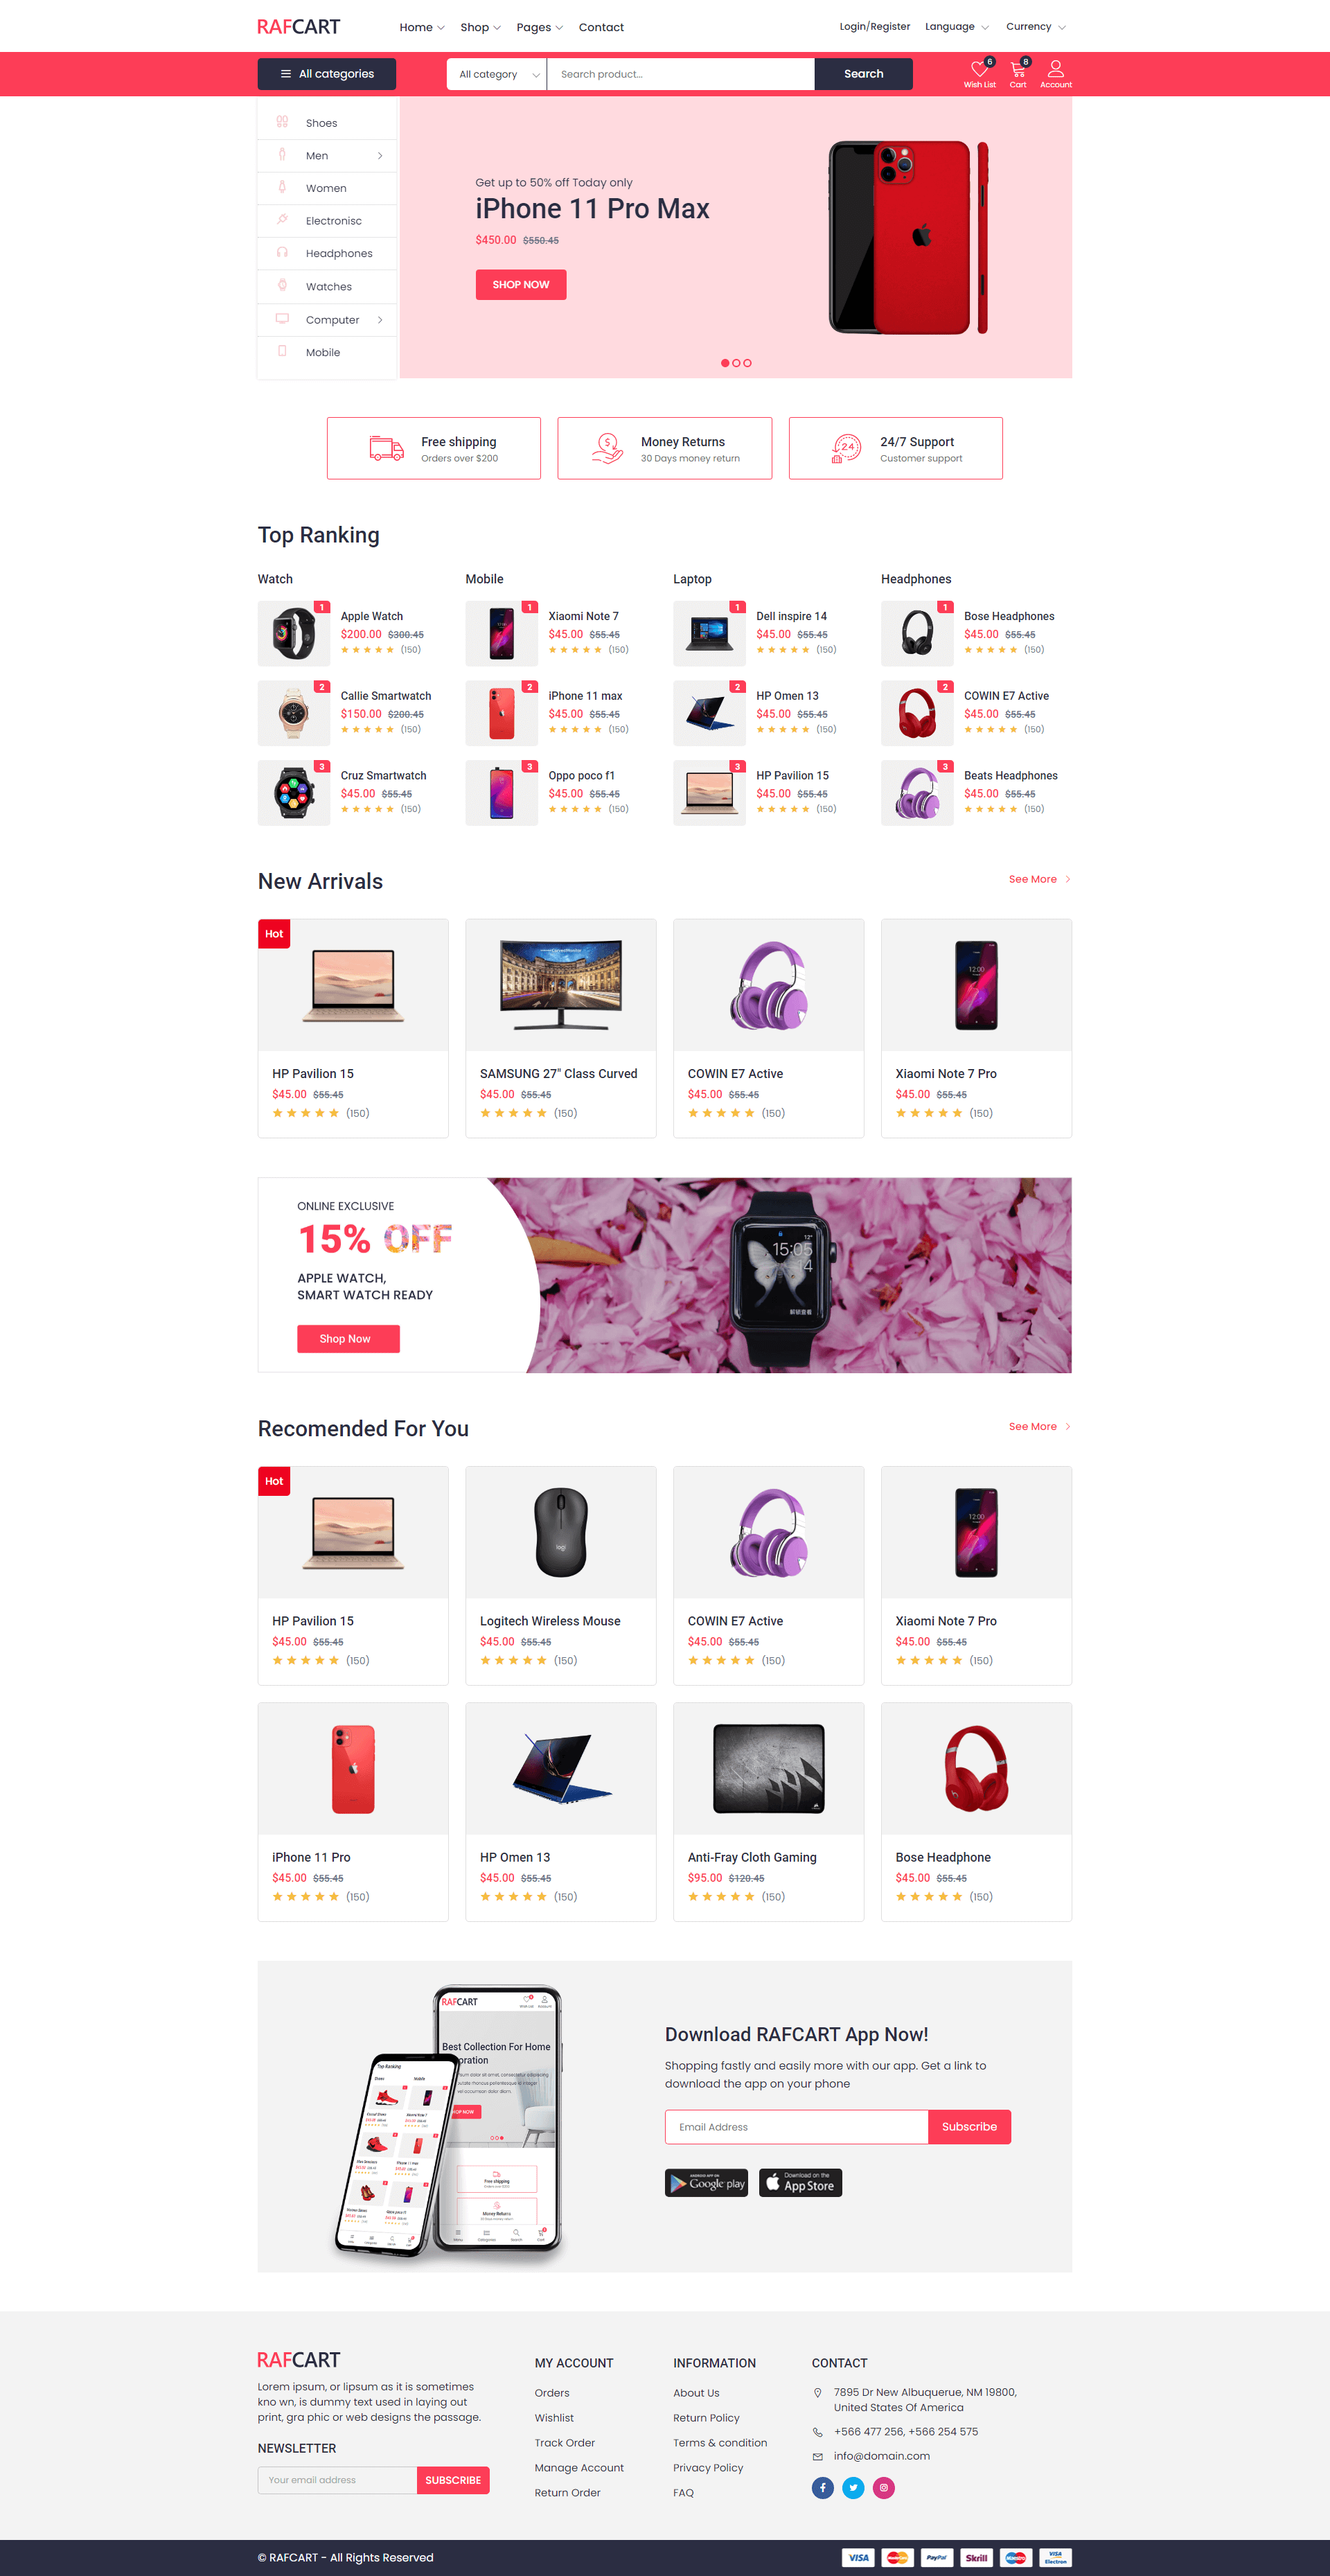 RAFCART
Home
Shop
Pages
Contact
Login/Register
Language
Currency
All categories
All category
Search product...
Search
6
Wish List
8
Cart
Account
Shoes
Men
Women
Electronisc
Headphones
Watches
Computer
Mobile
Get up to 50% off Today only
iPhone 11 Pro Max
$450.00 $550.45
SHOP NOW
Free shipping
Orders over $200
Money Returns
30 Days money return
24
24/7 Support
Customer support
Top Ranking
Watch
1
Apple Watch
$200.00 $300.45
(150)
2
Callie Smartwatch
$150.00 $200.45
(150)
3
Cruz Smartwatch
$45.00 $55.45
(150)
Mobile
1
Xiaomi Note 7
$45.00 $55.45
(150)
2
iPhone 11 max
$45.00 $55.45
(150)
3
Oppo poco f1
$45.00 $55.45
(150)
Laptop
1
Dell inspire 14
$45.00 $55.45
(150)
2
HP Omen 13
$45.00 $55.45
(150)
3
HP Pavilion 15
$45.00 $55.45
(150)
Headphones
1
Bose Headphones
$45.00 $55.45
(150)
2
COWIN E7 Active
$45.00 $55.45
(150)
3
Beats Headphones
$45.00 $55.45
(150)
New Arrivals
See More
Hot
HP Pavilion 15
$45.00 $55.45
(150)
SAMSUNG 27" Class Curved
$45.00 $55.45
(150)
COWIN E7 Active
$45.00 $55.45
(150)
12:00
Xiaomi Note 7 Pro
$45.00 $55.45
(150)
ONLINE EXCLUSIVE
15% OFF
APPLE WATCH,
SMART WATCH READY
Shop Now
15:05
14
Recomended For You
See More
Hot
HP Pavilion 15
$45.00 $55.45
(150)
logi
Logitech Wireless Mouse
$45.00 $55.45
(150)
COWIN E7 Active
$45.00 $55.45
(150)
12:00
Xiaomi Note 7 Pro
$45.00 $55.45
(150)
iPhone 11 Pro
$45.00 $55.45
(150)
HP Omen 13
$45.00 $55.45
(150)
Anti-Fray Cloth Gaming
$95.00 $120.45
(150)
Bose Headphone
$45.00 $55.45
(150)
RAFCART
Best Collection For Home
Top Ranking
Free shipping
Money Returns
Download RAFCART App Now!
Shopping fastly and easily more with our app. Get a link to
download the app on your phone
Email Address
Subscribe
ANDROID APP ON
Google play
Download on the
App Store
RAFCART
Lorem ipsum, or lipsum as it is sometimes
kno wn, is dummy text used in laying out
print, gra phic or web designs the passage.
NEWSLETTER
Your email address
SUBSCRIBE
MY ACCOUNT
Orders
Wishlist
Track Order
Manage Account
Return Order
INFORMATION
About Us
Return Policy
Terms & condition
Privacy Policy
FAQ
CONTACT
7895 Dr New Albuquerue, NM 19800,
United States Of America
+566 477 256, +566 254 575
info@domain.com
© RAFCART - All Rights Reserved
VISA
MasterCard
PayPal
Skrill
Maestro
VISA
Electron